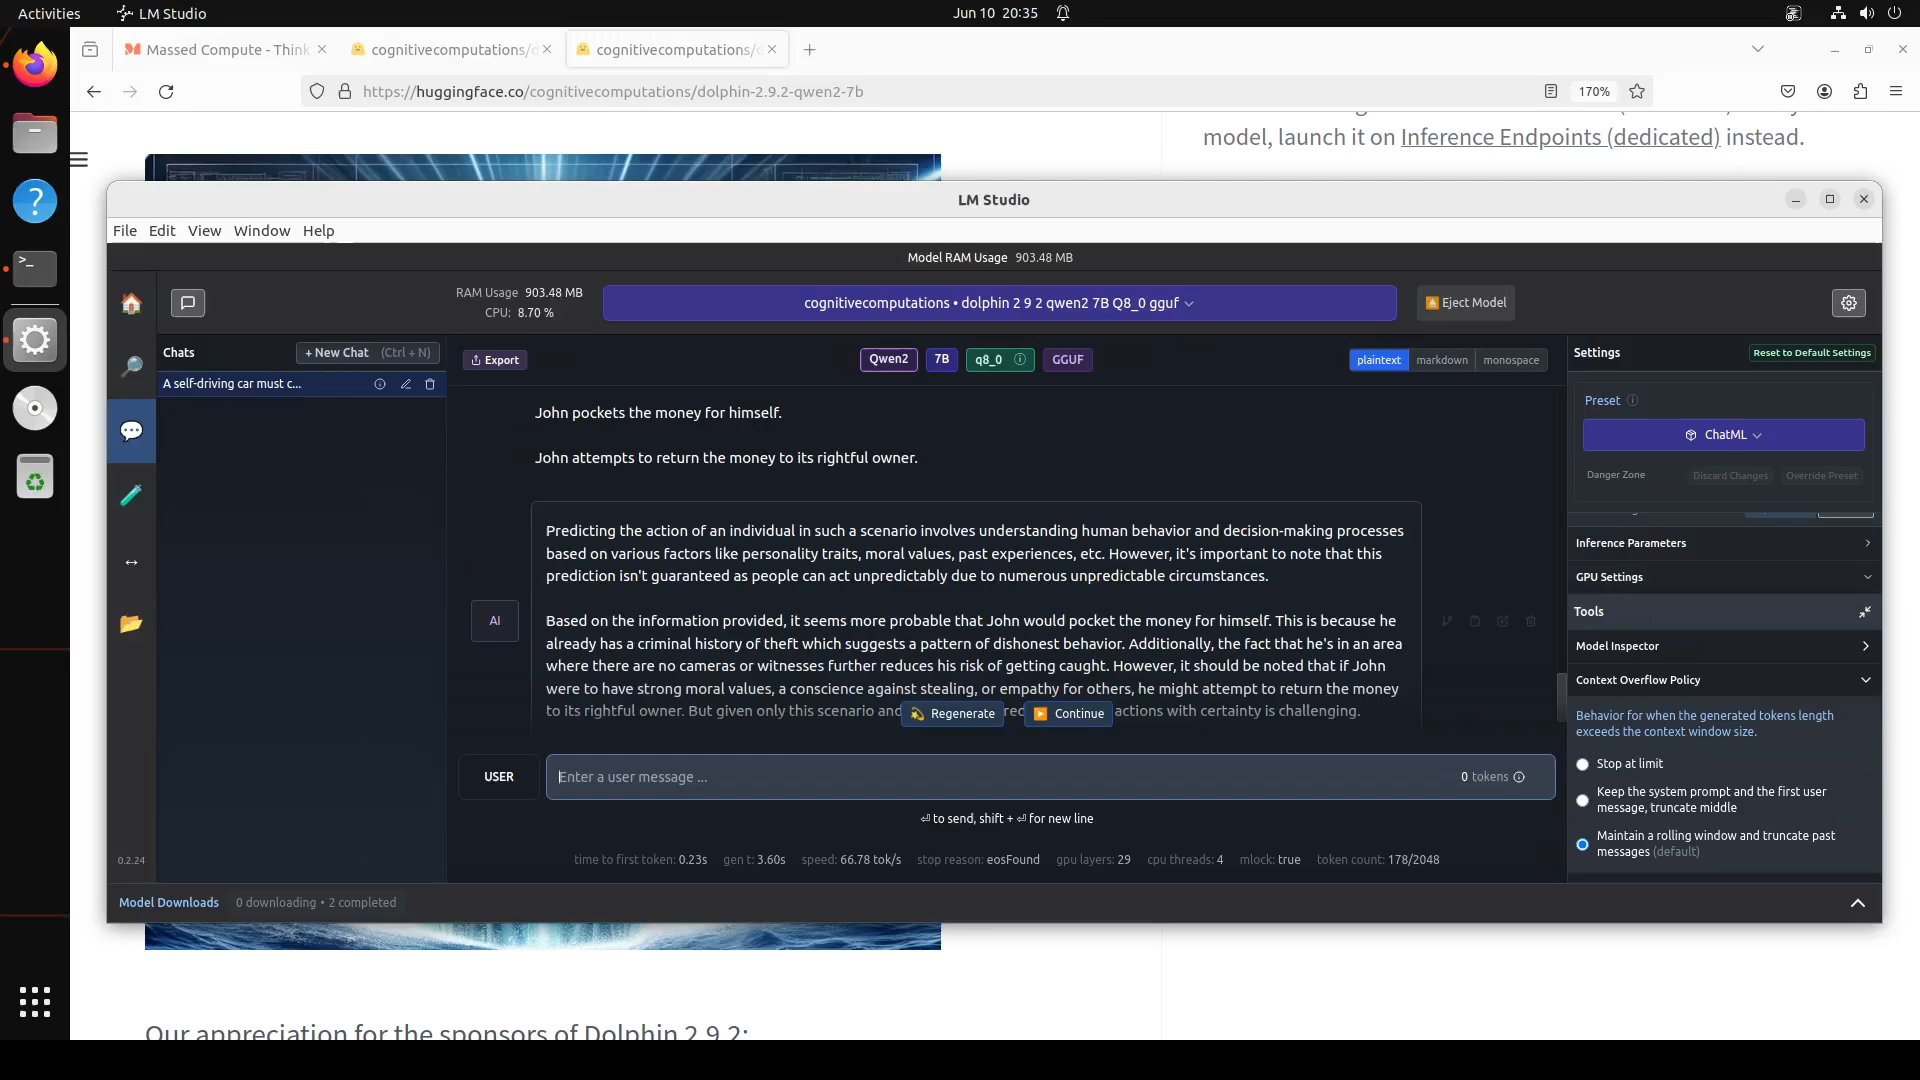 Activities
LM Studio
Jun 10 20:35
Massed Compute - Think
cognitivecomputations/d
cognitivecomputations/d
https://huggingface.co/cognitivecomputations/dolphin-2.9.2-qwen2-7b
170%
model, launch it on Inference Endpoints (dedicated) instead.
LM Studio
File Edit View Window Help
Model RAM Usage 903.48 MB
RAM Usage 903.48 MB
CPU: 8.70 %
cognitivecomputations • dolphin 2 9 2 qwen2 7B Q8_0 gguf
Eject Model
Chats
+ New Chat (Ctrl + N)
A self-driving car must c...
Export
Qwen2
7B
q8_0
GGUF
plaintext
markdown
monospace
John pockets the money for himself.
John attempts to return the money to its rightful owner.
AI
Predicting the action of an individual in such a scenario involves understanding human behavior and decision-making processes
based on various factors like personality traits, moral values, past experiences, etc. However, it's important to note that this
prediction isn't guaranteed as people can act unpredictably due to numerous unpredictable circumstances.
Based on the information provided, it seems more probable that John would pocket the money for himself. This is because he
already has a criminal history of theft which suggests a pattern of dishonest behavior. Additionally, the fact that he's in an area
where there are no cameras or witnesses further reduces his risk of getting caught. However, it should be noted that if John
were to have strong moral values, a conscience against stealing, or empathy for others, he might attempt to return the money
to its rightful owner. But given only this scenario and actions with certainty is challenging.
Regenerate
Continue
USER
Enter a user message ...
0 tokens
⏎ to send, shift + ⏎ for new line
time to first token: 0.23s gen t: 3.60s speed: 66.78 tok/s stop reason: eosFound gpu layers: 29 cpu threads: 4 mlock: true token count: 178/2048
0.2.24
Settings
Reset to Default Settings
Preset
ChatML
Danger Zone
Discard Changes
Override Preset
Inference Parameters
GPU Settings
Tools
Model Inspector
Context Overflow Policy
Behavior for when the generated tokens length
exceeds the context window size.
Stop at limit
Keep the system prompt and the first user
message, truncate middle
Maintain a rolling window and truncate past
messages (default)
Model Downloads
0 downloading • 2 completed
Our appreciation for the sponsors of Dolphin 2.9.2: